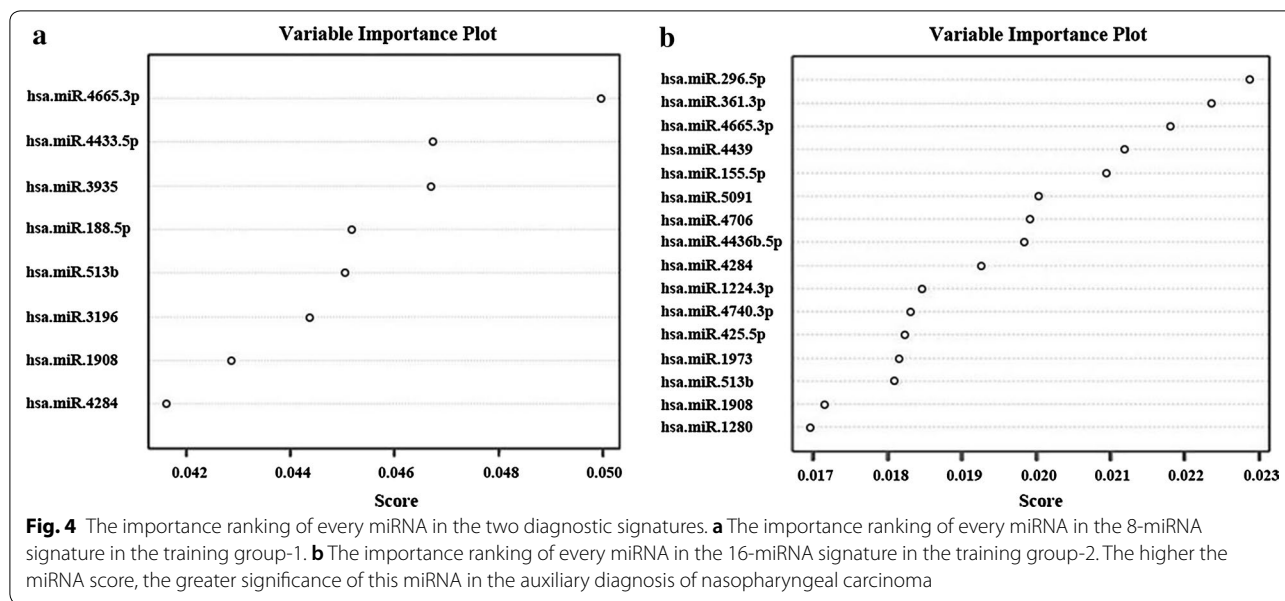 a
Variable Importance Plot
hsa.miR.4665.3p
hsa.miR.4433.5p
hsa.miR.3935
hsa.miR.188.5p
hsa.miR.513b
hsa.miR.3196
hsa.miR.1908
hsa.miR.4284
0.042 0.044 0.046 0.048 0.050
Score
b
Variable Importance Plot
hsa.miR.296.5p
hsa.miR.361.3p
hsa.miR.4665.3p
hsa.miR.4439
hsa.miR.155.5p
hsa.miR.5091
hsa.miR.4706
hsa.miR.4436b.5p
hsa.miR.4284
hsa.miR.1224.3p
hsa.miR.4740.3p
hsa.miR.425.5p
hsa.miR.1973
hsa.miR.513b
hsa.miR.1908
hsa.miR.1280
0.017 0.018 0.019 0.020 0.021 0.022 0.023
Score
Fig. 4 The importance ranking of every miRNA in the two diagnostic signatures. a The importance ranking of every miRNA in the 8-miRNA
signature in the training group-1. b The importance ranking of every miRNA in the 16-miRNA signature in the training group-2. The higher the
miRNA score, the greater significance of this miRNA in the auxiliary diagnosis of nasopharyngeal carcinoma